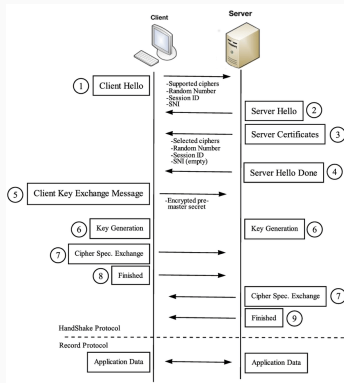 Client
Server
1
Client Hello
-Supported ciphers
-Random Number
-Session ID
-SNI
Server Hello
2
Server Certificates
3
-Selected ciphers
-Random Number
-Session ID
-SNI (empty)
Server Hello Done
4
5
Client Key Exchange Message
-Encrypted pre-
master secret
6
Key Generation
Key Generation
6
7
Cipher Spec. Exchange
8
Finished
Cipher Spec. Exchange
7
Finished
9
HandShake Protocol
Record Protocol
Application Data
Application Data